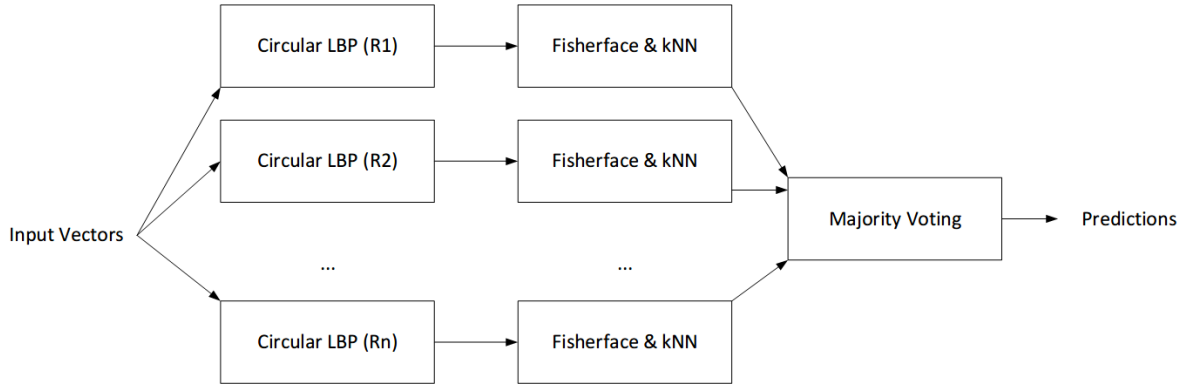 Circular LBP (R1)
Fisherface & kNN
Circular LBP (R2)
Fisherface & kNN
Input Vectors
Majority Voting
Predictions
...
...
Circular LBP (Rn)
Fisherface & kNN